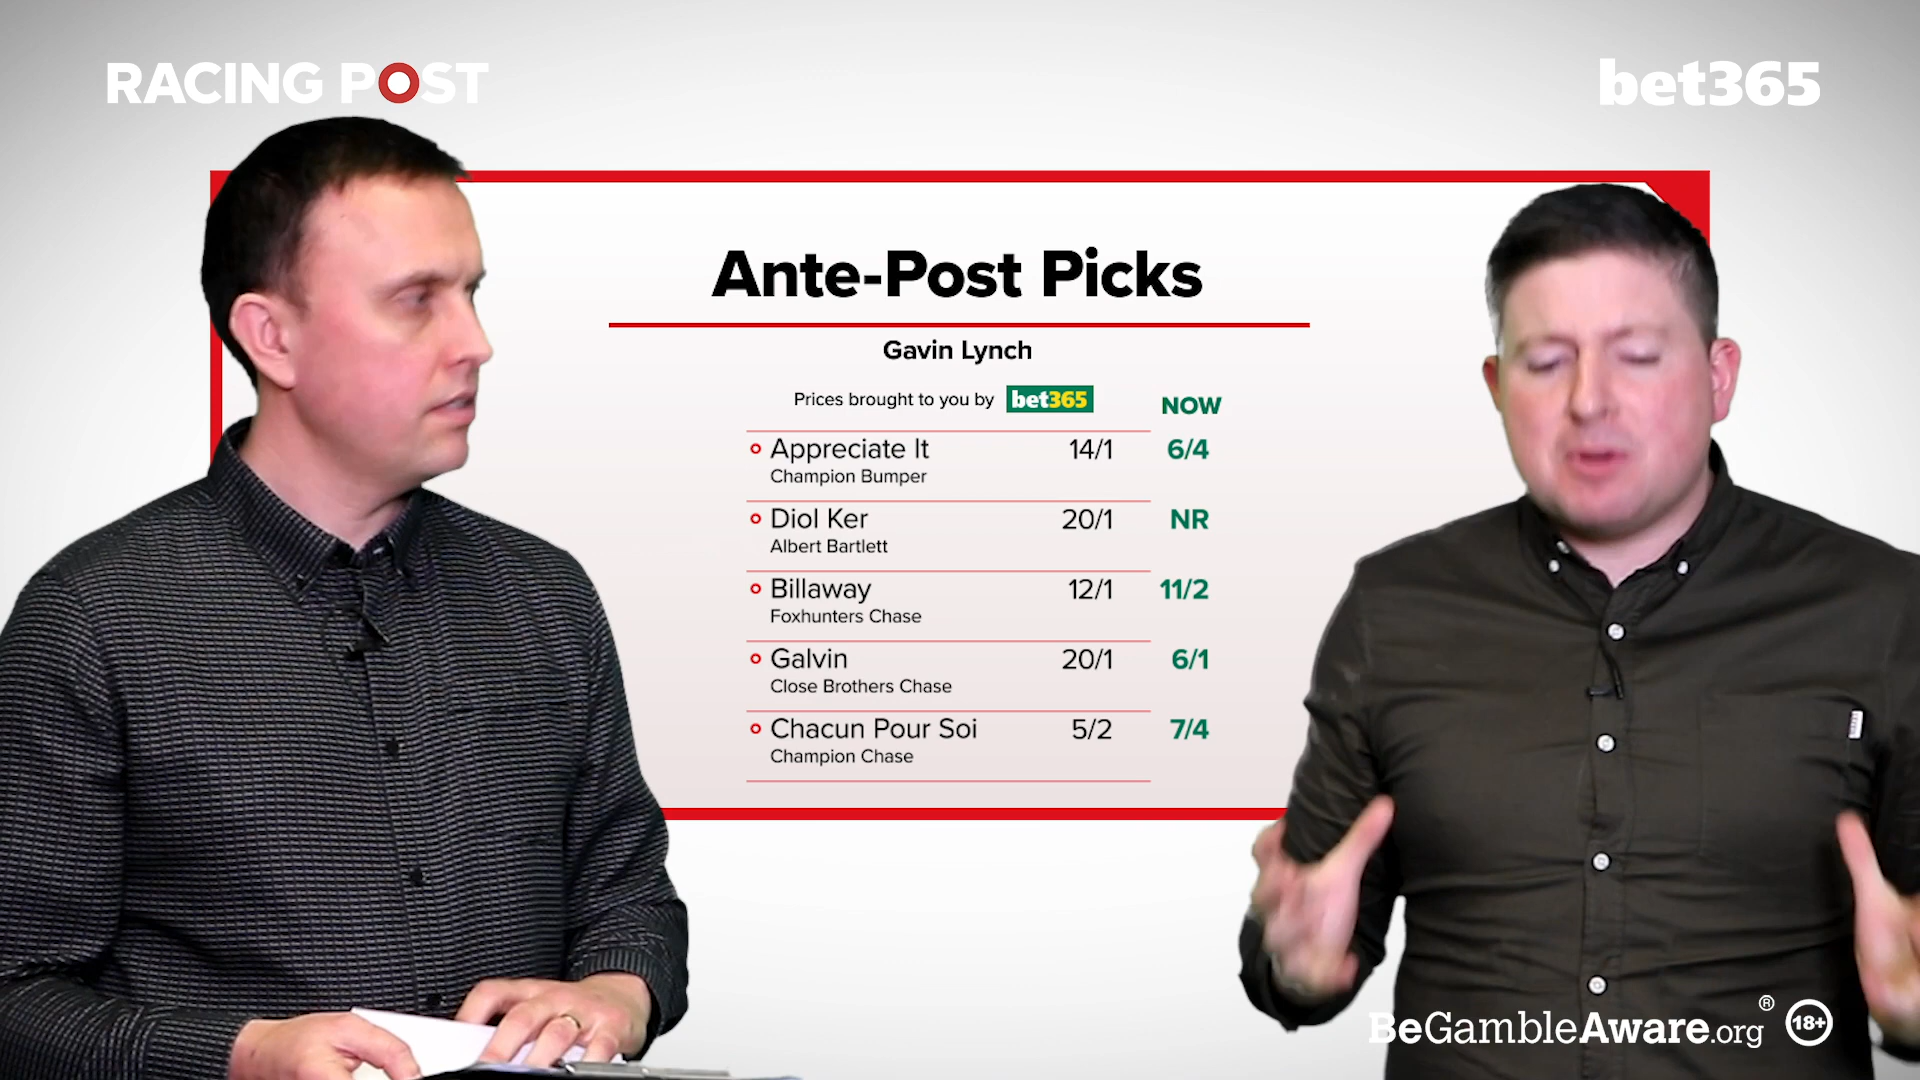 RACING POST
bet365
Ante-Post Picks
Gavin Lynch
Prices brought to you by bet365 NOW
Appreciate It 14/1 6/4
Champion Bumper
Diol Ker 20/1 NR
Albert Bartlett
Billaway 12/1 11/2
Foxhunters Chase
Galvin 20/1 6/1
Close Brothers Chase
Chacun Pour Soi 5/2 7/4
Champion Chase
BeGambleAware.org® 18+